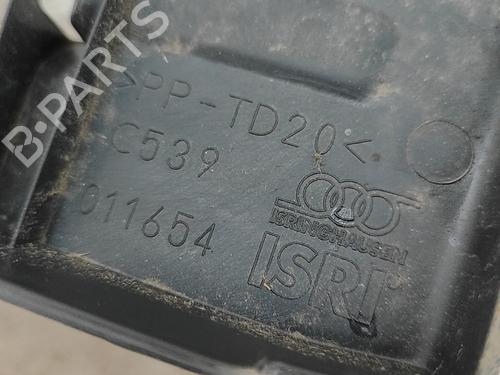 B-PARTS
>PP-TD20<
C539
011654
ISRINGHAUSEN
ISRI